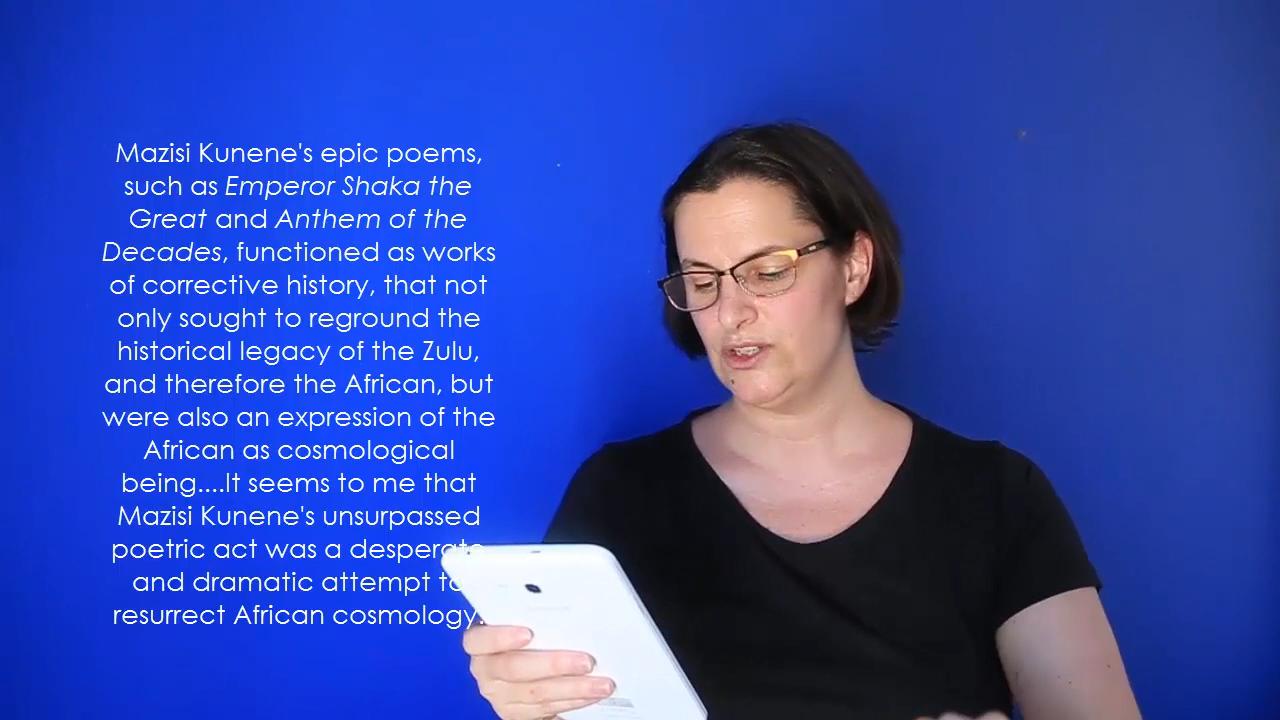 Mazisi Kunene's epic poems,
such as Emperor Shaka the
Great and Anthem of the
Decades, functioned as works
of corrective history, that not
only sought to reground the
historical legacy of the Zulu,
and therefore the African, but
were also an expression of the
African as cosmological
being....It seems to me that
Mazisi Kunene's unsurpassed
poetric act was a desperate
and dramatic attempt to
resurrect African cosmology.